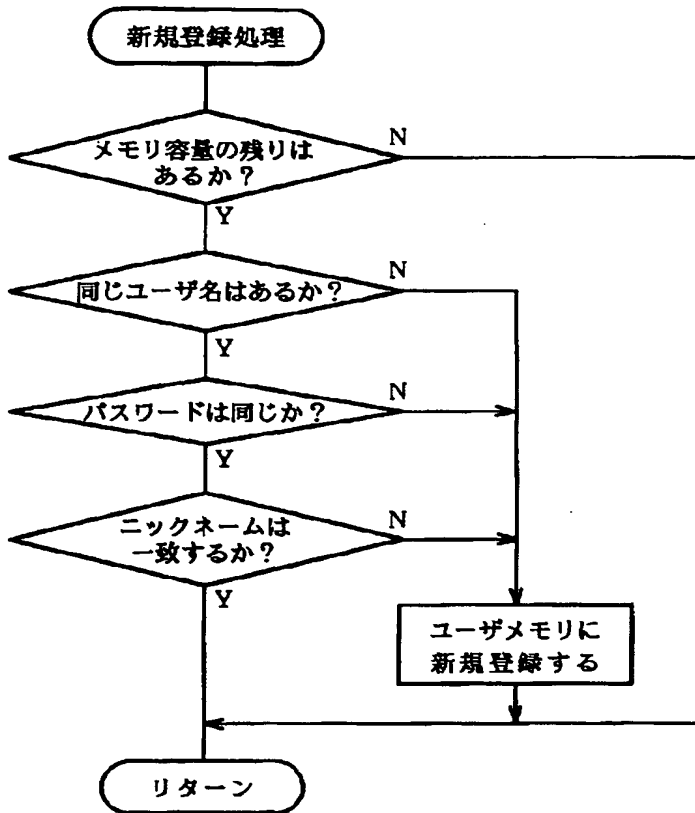 新規登録処理
メモリ容量の残りは
あるか？
N
Y
同じユーザ名はあるか？
N
Y
パスワードは同じか？
N
Y
ニックネームは
一致するか？
N
Y
ユーザメモリに
新規登録する
リターン